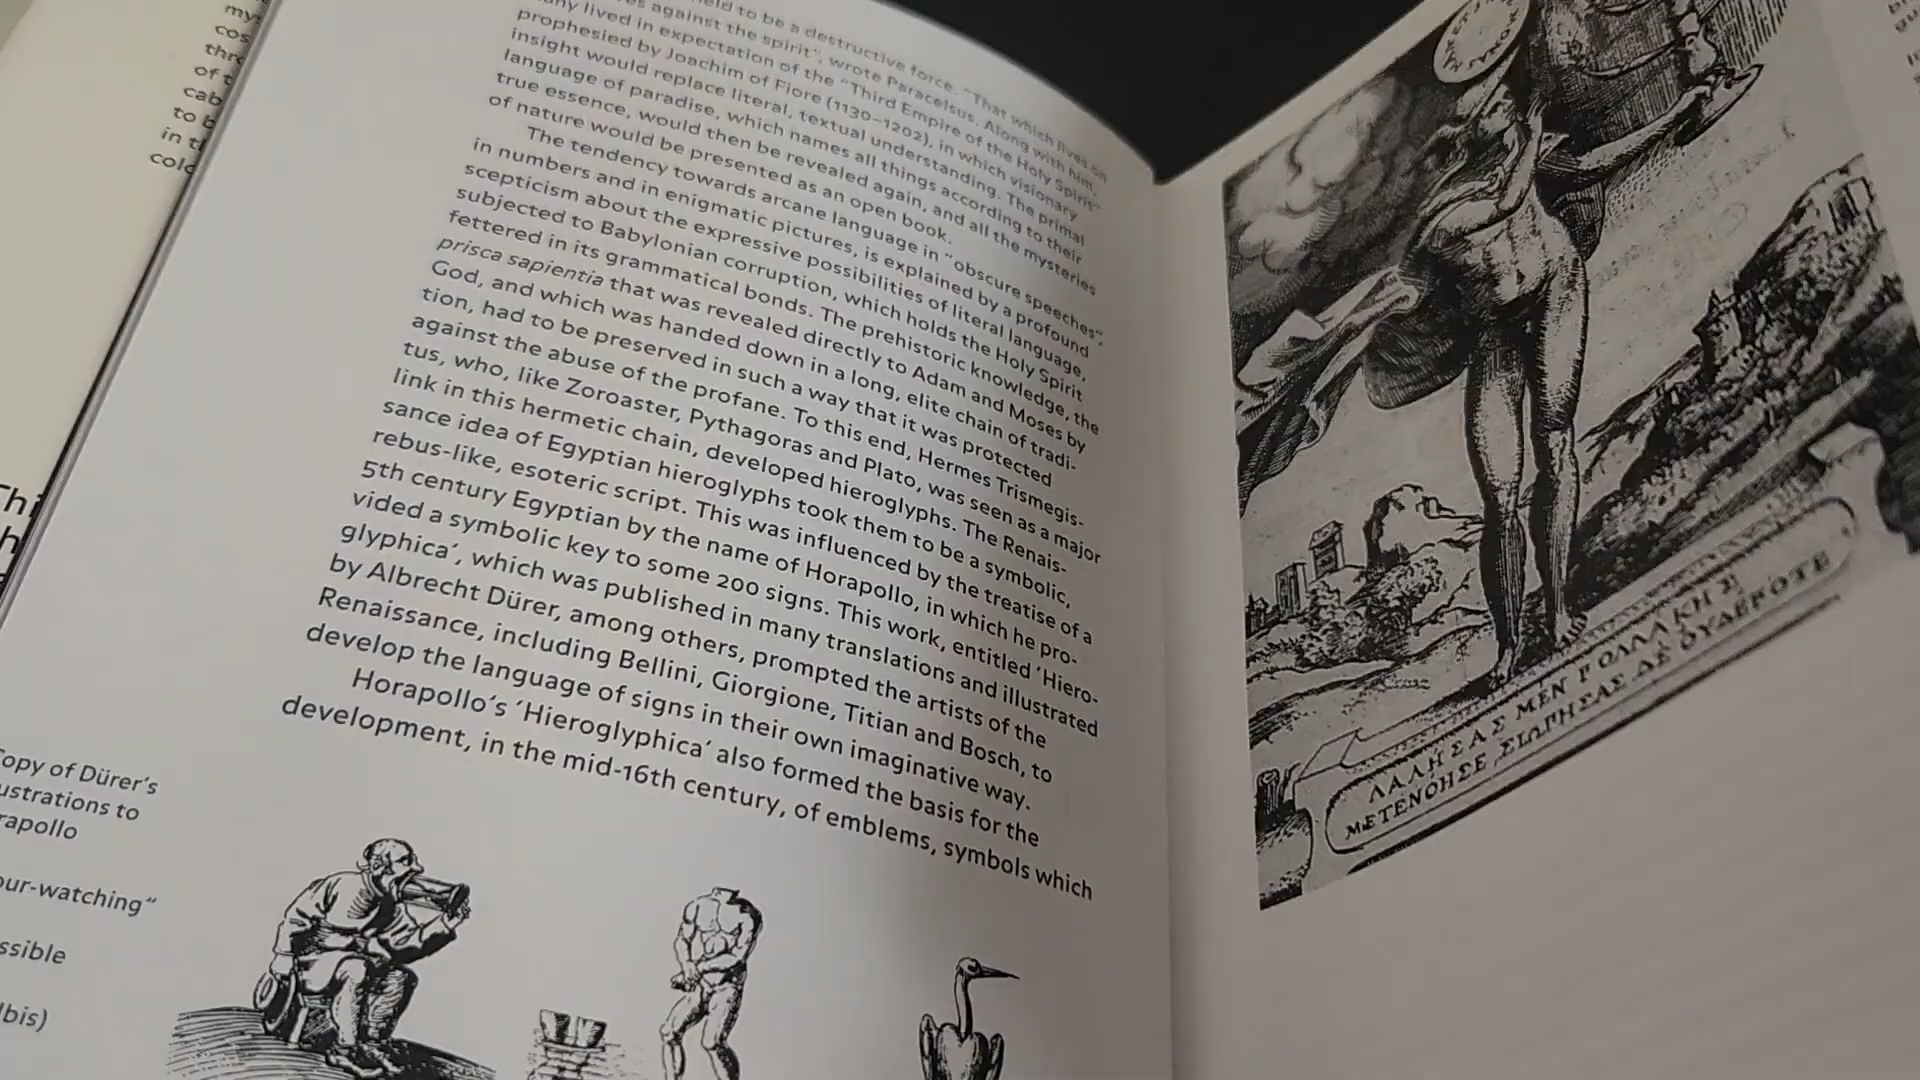 my
cos
thr
of t
cab
to b
in t
colo
Thi
held to be a destructive force. "That which lives on
against the spirit", wrote Paracelsus. Along with him,
many lived in expectation of the "Third Empire of the Holy Spirit"
prophesied by Joachim of Fiore (1130–1202), in which visionary
insight would replace literal, textual understanding. The primal
language of paradise, which names all things according to their
true essence, would then be revealed again, and all the mysteries
of nature would be presented as an open book.
The tendency towards arcane language in "obscure speeches",
in numbers and in enigmatic pictures, is explained by a profound
scepticism about the expressive possibilities of literal language,
subjected to Babylonian corruption, which holds the Holy Spirit
fettered in its grammatical bonds. The prehistoric knowledge, the
prisca sapientia that was revealed directly to Adam and Moses by
God, and which was handed down in a long, elite chain of tradi-
tion, had to be preserved in such a way that it was protected
against the abuse of the profane. To this end, Hermes Trismegis-
tus, who, like Zoroaster, Pythagoras and Plato, was seen as a major
link in this hermetic chain, developed hieroglyphs. The Renais-
sance idea of Egyptian hieroglyphs took them to be a symbolic,
rebus-like, esoteric script. This was influenced by the treatise of a
5th century Egyptian by the name of Horapollo, in which he pro-
vided a symbolic key to some 200 signs. This work, entitled 'Hiero-
glyphica', which was published in many translations and illustrated
by Albrecht Dürer, among others, prompted the artists of the
Renaissance, including Bellini, Giorgione, Titian and Bosch, to
develop the language of signs in their own imaginative way.
Horapollo's 'Hieroglyphica' also formed the basis for the
development, in the mid-16th century, of emblems, symbols which
Copy of Dürer's
ustrations to
rapollo
our-watching"
ssible
Ibis)
ΛΑΛΗΣΑΣ ΜΕΝ ΠΟΛΛΑΚΗΣ
ΜΕΤΕΝΟΗΣΕ ΣΙΩΠΗΣΑΣ ΔΕ ΟΥΔΕΠΟΤΕ